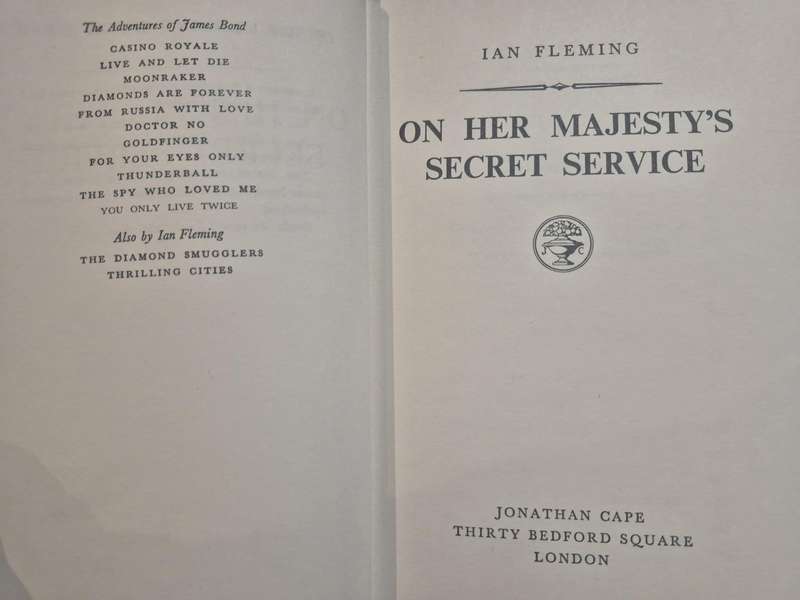 The Adventures of James Bond
CASINO ROYALE
LIVE AND LET DIE
MOONRAKER
DIAMONDS ARE FOREVER
FROM RUSSIA WITH LOVE
DOCTOR NO
GOLDFINGER
FOR YOUR EYES ONLY
THUNDERBALL
THE SPY WHO LOVED ME
YOU ONLY LIVE TWICE
Also by Ian Fleming
THE DIAMOND SMUGGLERS
THRILLING CITIES
IAN FLEMING
ON HER MAJESTY'S
SECRET SERVICE
J C
JONATHAN CAPE
THIRTY BEDFORD SQUARE
LONDON